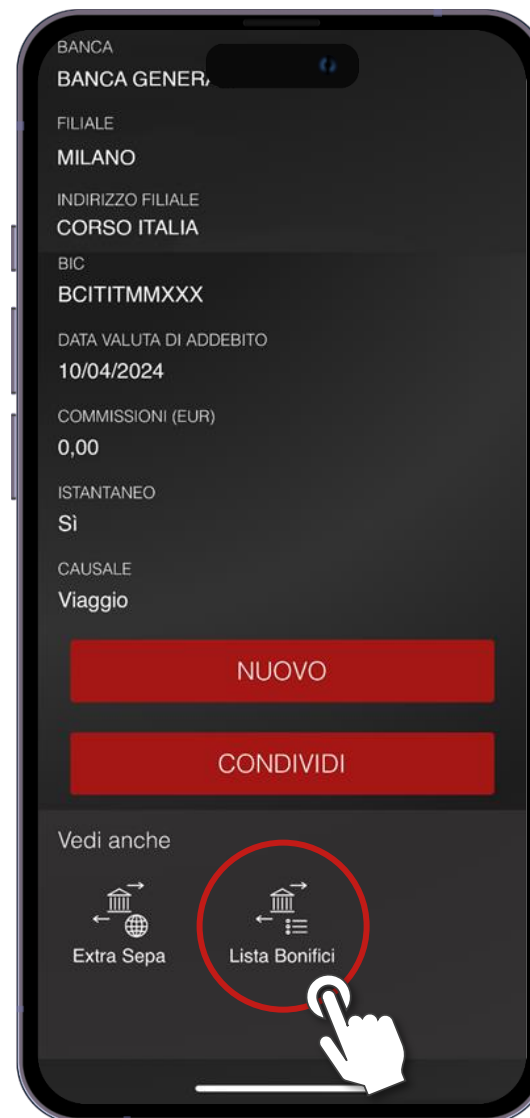 BANCA
BANCA GENER
FILIALE
MILANO
INDIRIZZO FILIALE
CORSO ITALIA
BIC
BCITITMMXXX
DATA VALUTA DI ADDEBITO
10/04/2024
COMMISSIONI (EUR)
0,00
ISTANTANEO
Sì
CAUSALE
Viaggio
NUOVO
CONDIVIDI
Vedi anche
Extra Sepa
Lista Bonifici